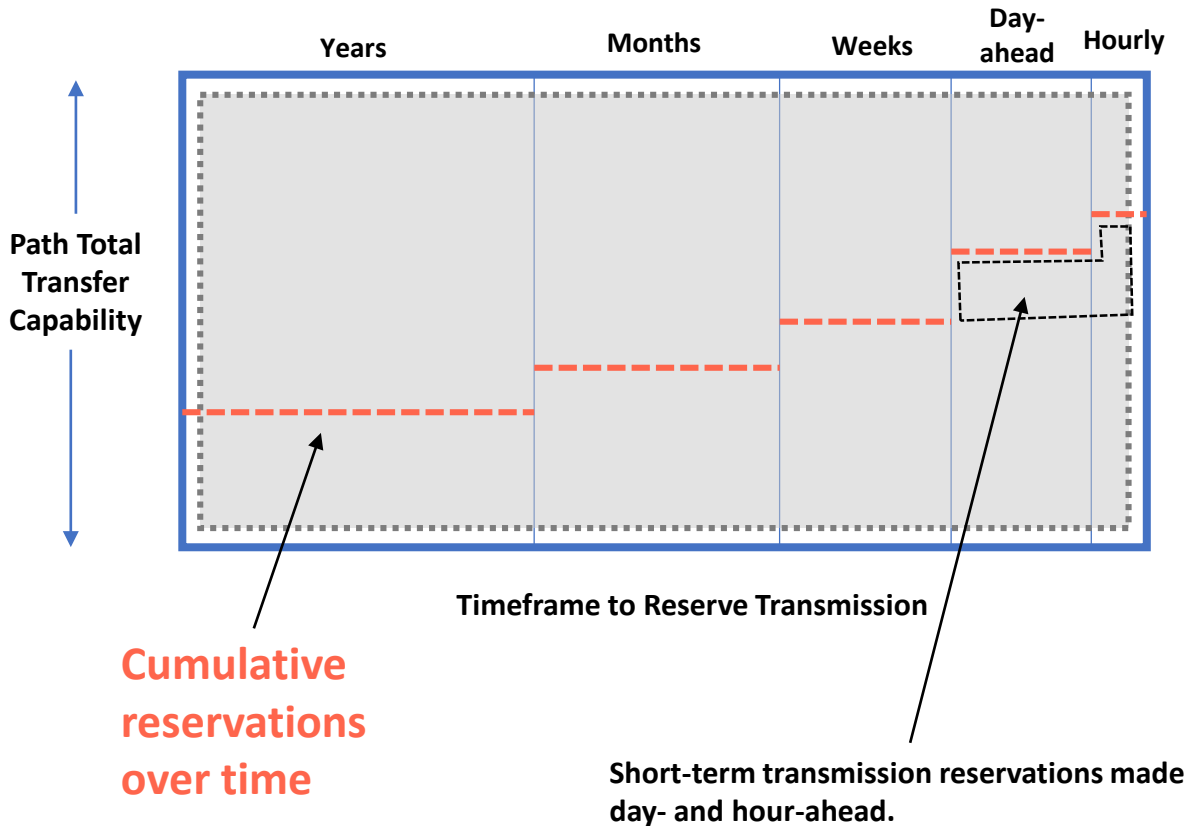 Years
Months
Weeks
Day-
ahead
Hourly
Path Total
Transfer
Capability
Timeframe to Reserve Transmission
Cumulative
reservations
over time
Short-term transmission reservations made
day- and hour-ahead.